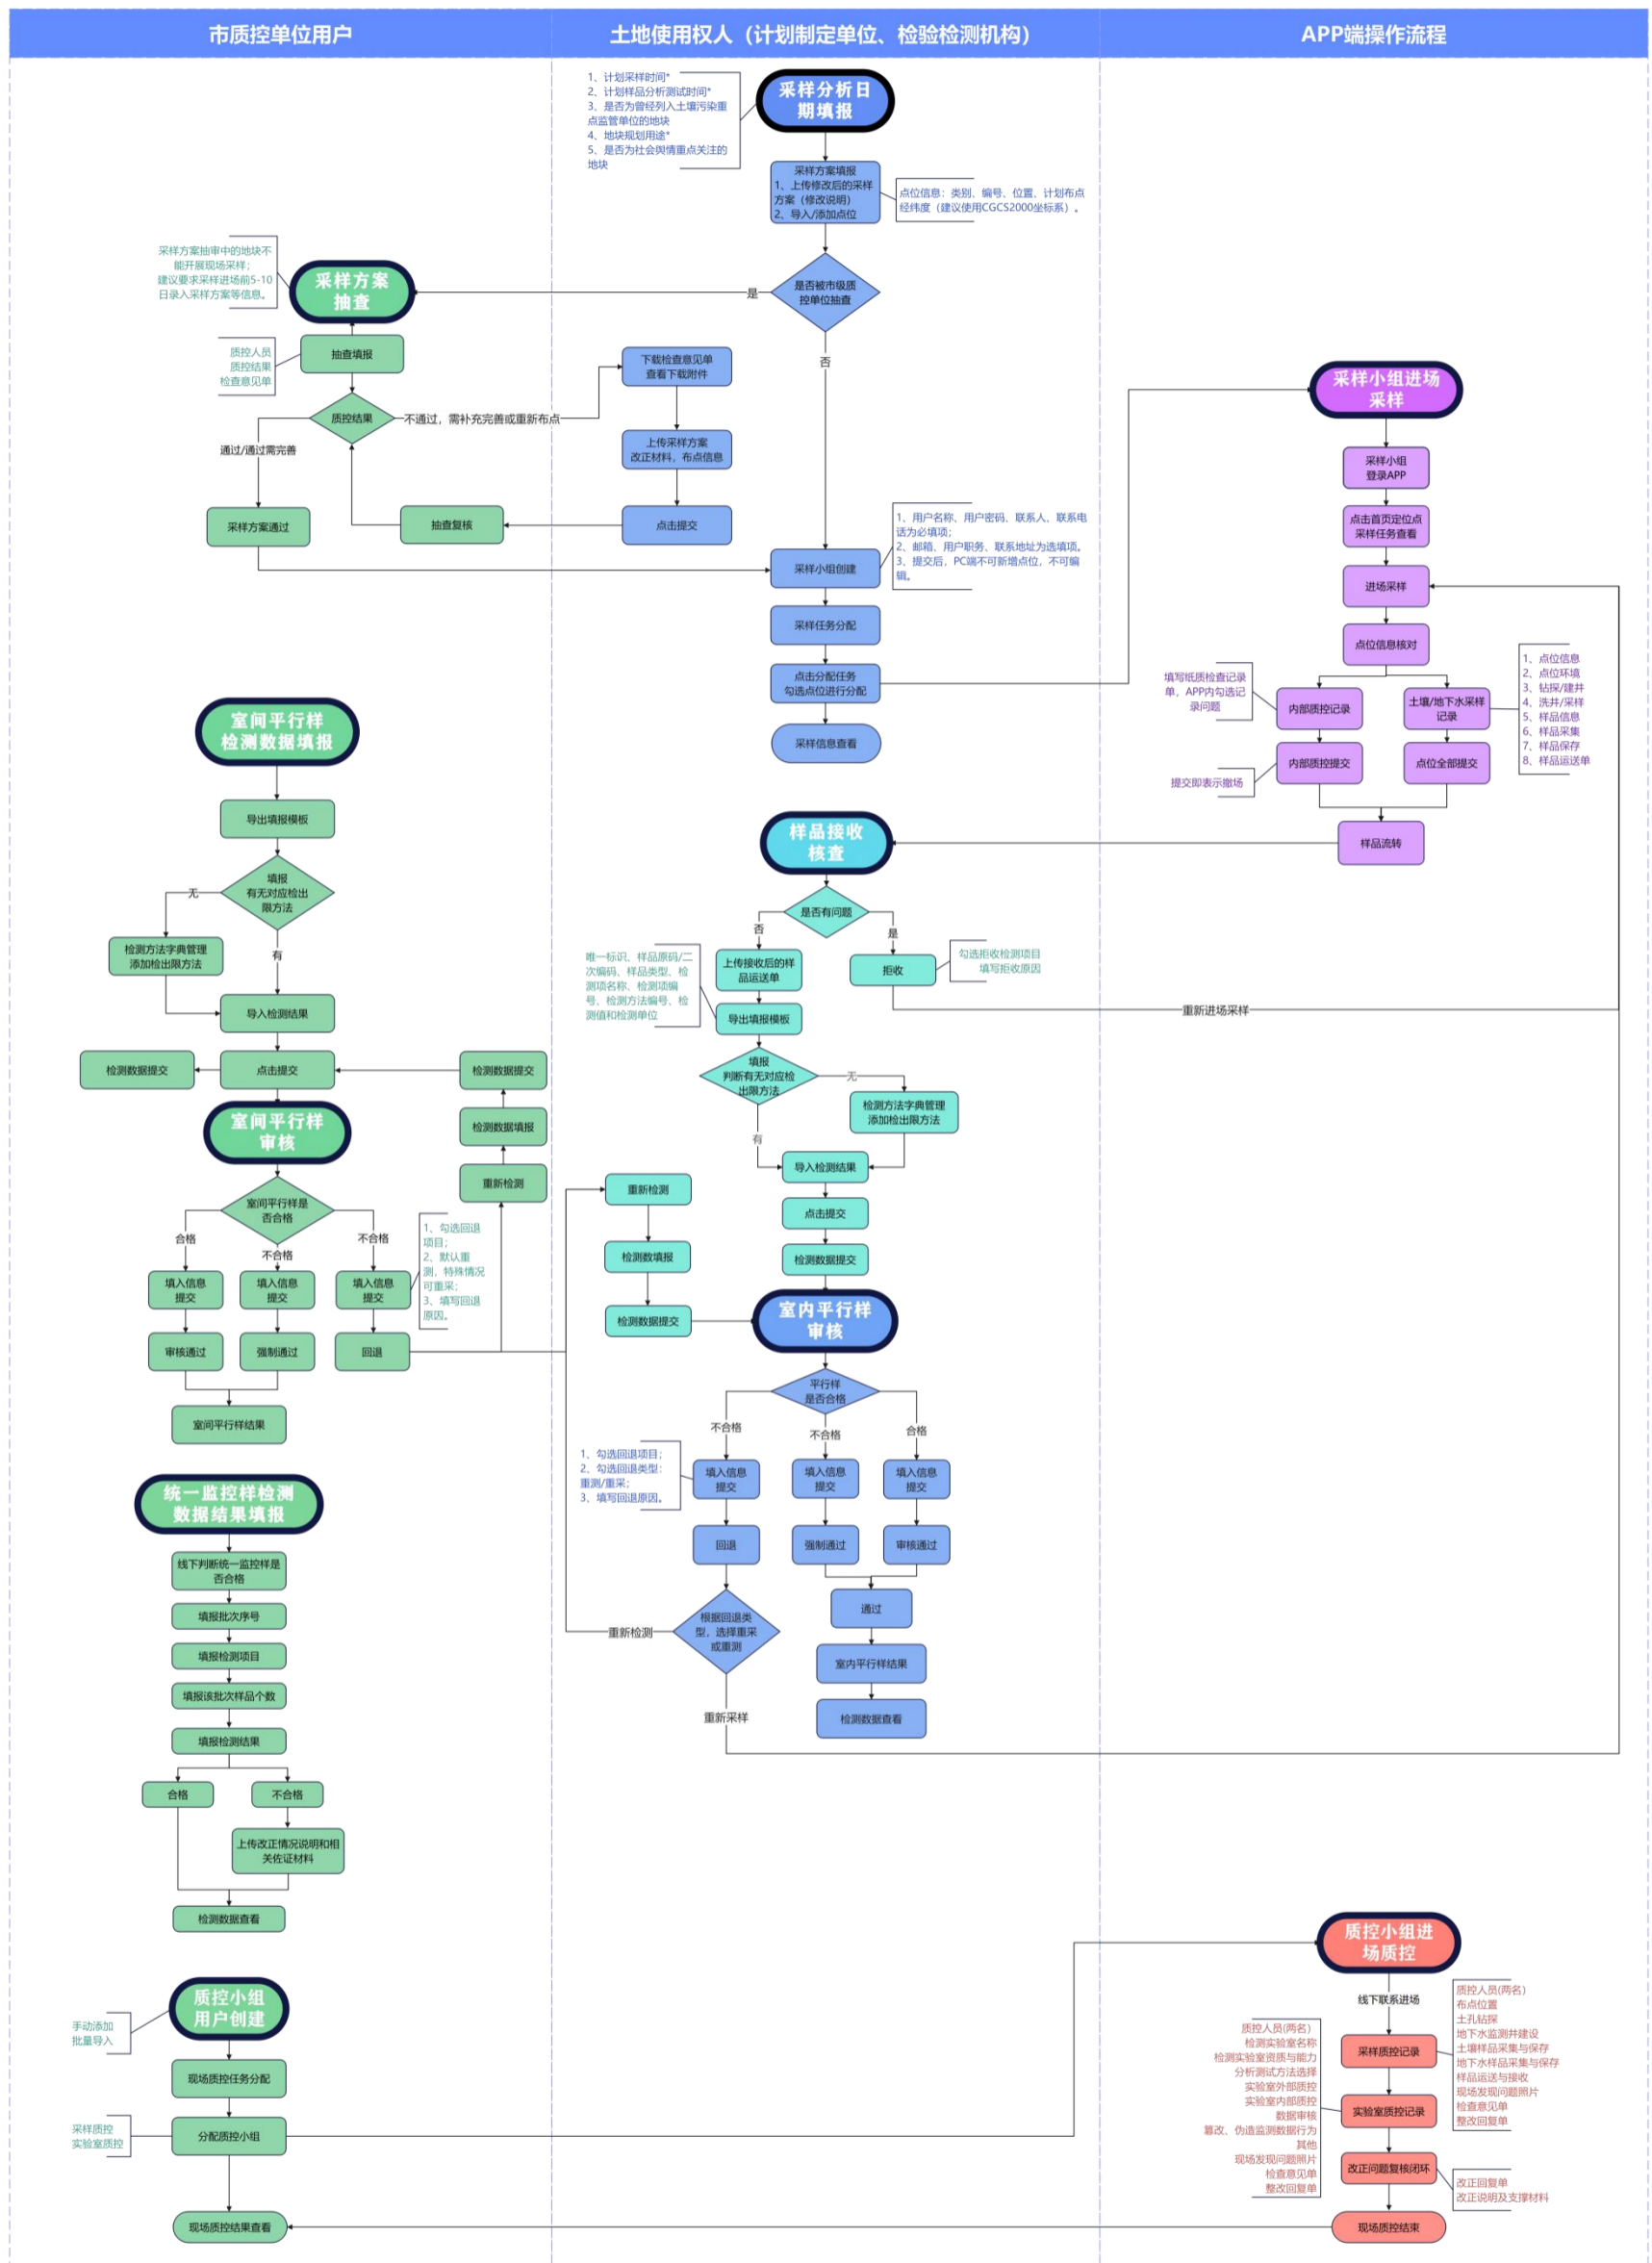 市质控单位用户
土地使用权人（计划制定单位、检验检测机构）
APP端操作流程
1、计划采样时间*
2、计划样品分析测试时间*
3、是否为曾经列入土壤污染重
点监管单位的地块
4、地块规划用途*
5、是否为社会舆情重点关注的
地块
采样分析日
期填报
采样方案填报
1、上传修改后的采样
方案（修改说明）
2、导入/添加点位
点位信息：类别、编号、位置、计划布点
经纬度（建议使用CGCS2000坐标系）。
是否被市级质
控单位抽查
是
否
采样方案抽审中的地块不
能开展现场采样；
建议要求采样进场前5-10
日录入采样方案等信息。
采样方案
抽查
质控人员
质控结果
检查意见单
抽查填报
质控结果
不通过，需补充完善或重新布点
通过/通过需完善
采样方案通过
抽查复核
下载检查意见单
查看下载附件
上传采样方案
改正材料，布点信息
点击提交
1、用户名称、用户密码、联系人、联系电
话为必填项；
2、邮箱、用户职务、联系地址为选填项。
3、提交后，PC端不可新增点位，不可编
辑。
采样小组创建
采样任务分配
点击分配任务
勾选点位进行分配
采样信息查看
采样小组进场
采样
采样小组
登录APP
点击首页定位点
采样任务查看
进场采样
点位信息核对
填写纸质检查记录
单，APP内勾选记
录问题
内部质控记录
土壤/地下水采样
记录
1、点位信息
2、点位环境
3、钻探/建井
4、洗井/采样
5、样品信息
6、样品采集
7、样品保存
8、样品运送单
提交即表示撤场
内部质控提交
点位全部提交
样品流转
室间平行样
检测数据填报
导出填报模板
填报
有无对应检出
限方法
无
有
检测方法字典管理
添加检出限方法
导入检测结果
检测数据提交
点击提交
检测数据提交
检测数据填报
重新检测
室间平行样
审核
室间平行样是
否合格
合格
不合格
不合格
填入信息
提交
填入信息
提交
填入信息
提交
1、勾选回退
项目；
2、默认重
测，特殊情况
可重采；
3、填写回退
原因。
审核通过
强制通过
回退
室间平行样结果
样品接收
核查
是否有问题
否
是
唯一标识、样品原码/二
次编码、样品类型、检
测项名称、检测项编
号，检测方法编号、检
测值和检测单位
上传接收后的样
品运送单
导出填报模板
拒收
勾选拒收检测项目
填写拒收原因
重新进场采样
填报
判断有无对应检
出限方法
无
有
检测方法字典管理
添加检出限方法
导入检测结果
点击提交
检测数据提交
重新检测
检测数填报
检测数据提交
室内平行样
审核
平行样
是否合格
不合格
不合格
合格
1、勾选回退项目；
2、勾选回退类型：
重测/重采；
3、填写回退原因。
填入信息
提交
填入信息
提交
填入信息
提交
回退
强制通过
审核通过
根据回退类
型，选择重采
或重测
重新检测
重新采样
通过
室内平行样结果
检测数据查看
统一监控样检测
数据结果填报
线下判断统一监控样是
否合格
填报批次序号
填报检测项目
填报该批次样品个数
填报检测结果
合格
不合格
上传改正情况说明和相
关佐证材料
检测数据查看
质控小组
用户创建
手动添加
批量导入
现场质控任务分配
采样质控
实验室质控
分配质控小组
现场质控结果查看
质控小组进
场质控
线下联系进场
采样质控记录
质控人员(两名）
布点位置
土孔钻探
地下水监测井建设
土壤样品采集与保存
地下水样品采集与保存
样品运送与接收
现场发现问题照片
检查意见单
整改回复单
质控人员(两名）
检测实验室名称
检测实验室资质与能力
分析测试方法选择
实验室外部质控
实验室内部质控
数据审核
篡改、伪造监测数据行为
其他
现场发现问题照片
检查意见单
整改回复单
实验室质控记录
改正问题复核闭环
改正回复单
改正说明及支撑材料
现场质控结束